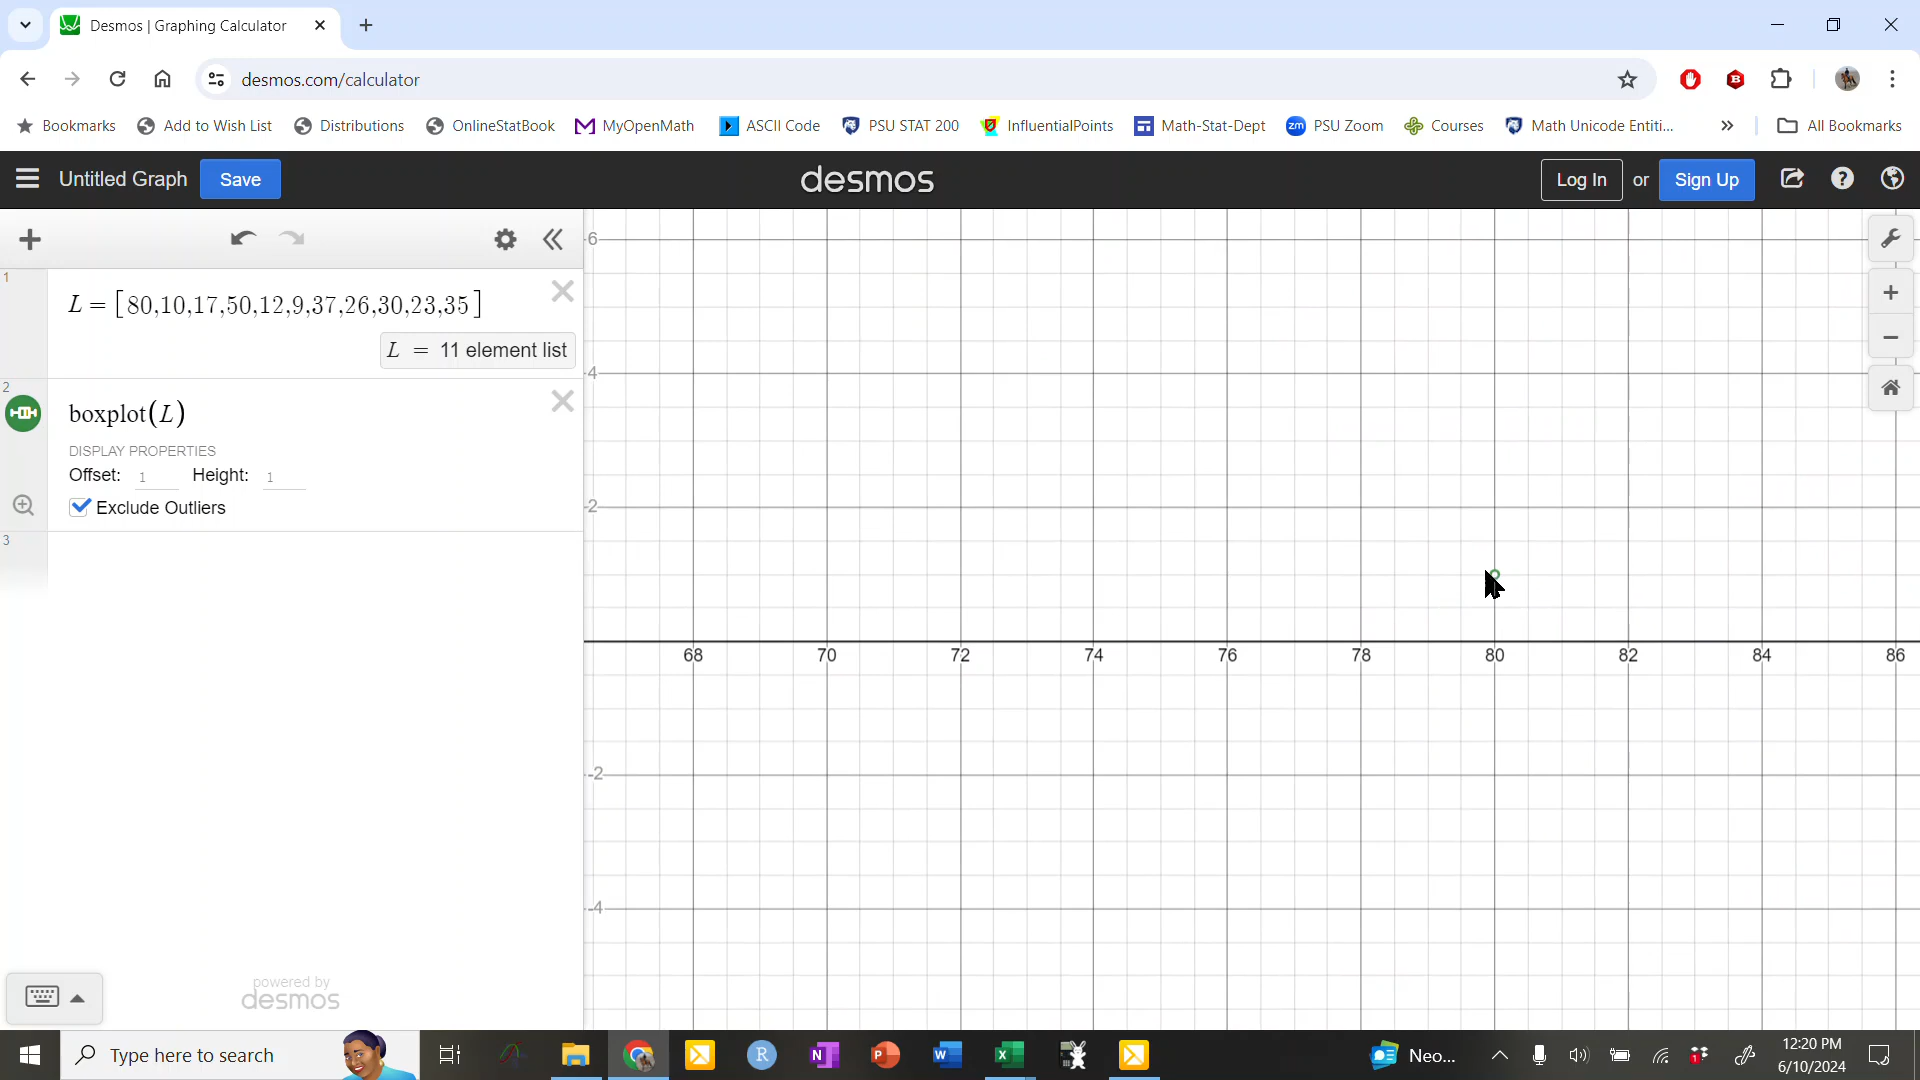 Desmos | Graphing Calculator
desmos.com/calculator
Bookmarks
Add to Wish List
Distributions
OnlineStatBook
MyOpenMath
ASCII Code
PSU STAT 200
InfluentialPoints
Math-Stat-Dept
zm
PSU Zoom
Courses
Math Unicode Entiti...
All Bookmarks
Untitled Graph
Save
desmos
Log In
or
Sign Up
1
L = [80,10,17,50,12,9,37,26,30,23,35]
L = 11 element list
2
boxplot(L)
DISPLAY PROPERTIES
Offset: 1 Height: 1
Exclude Outliers
3
6
4
2
68 70 72 74 76 78 80 82 84 86
-2
-4
powered by
desmos
Type here to search
Neo...
12:20 PM
6/10/2024